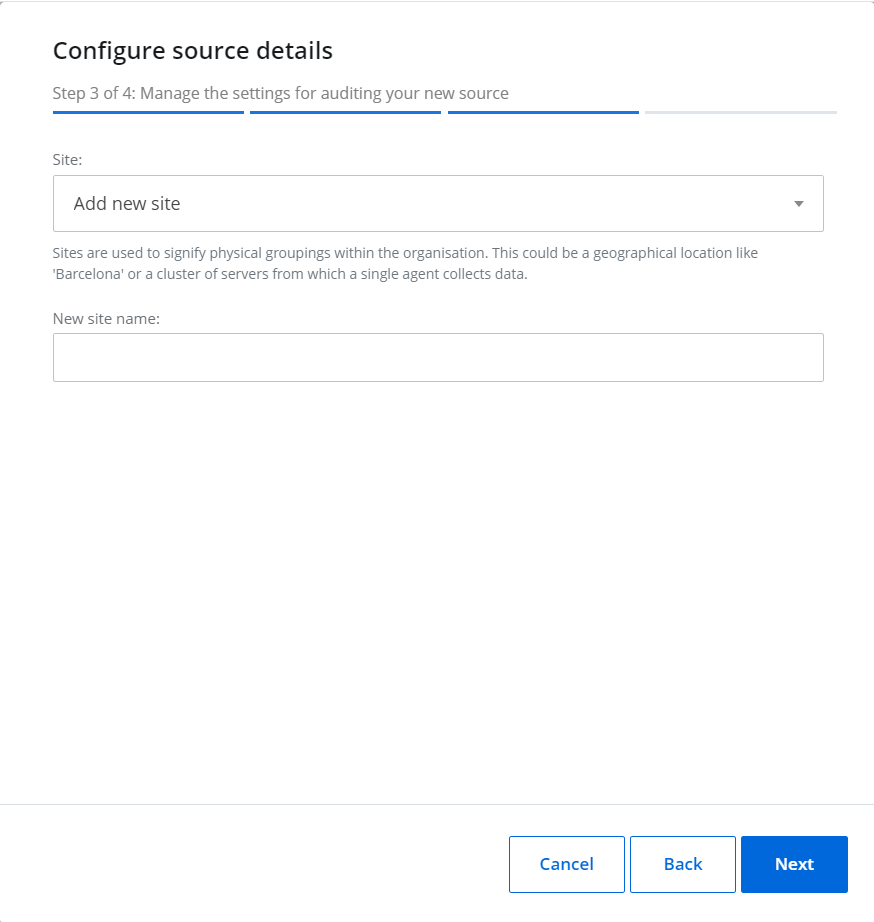 Configure source details
Step 3 of 4: Manage the settings for auditing your new source
Site:
Add new site
Sites are used to signify physical groupings within the organisation. This could be a geographical location like
'Barcelona' or a cluster of servers from which a single agent collects data.
New site name:
Cancel
Back
Next